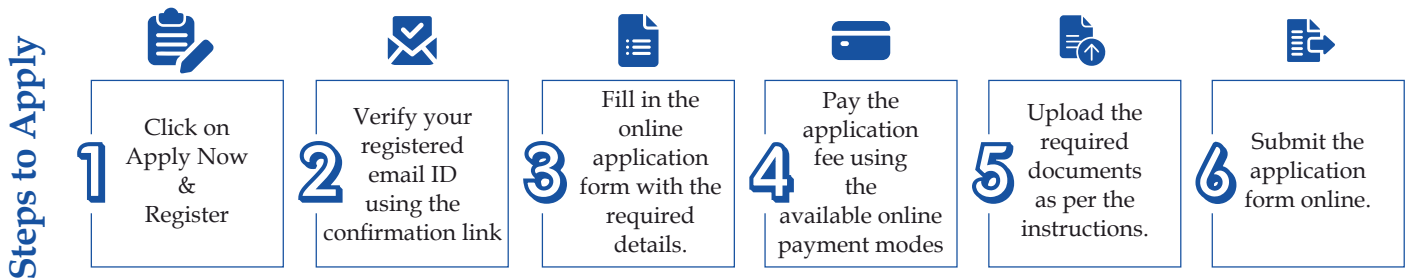 Steps to Apply
1
Click on
Apply Now
&
Register
2
Verify your
registered
email ID
using the
confirmation link
3
Fill in the
online
application
form with the
required
details.
4
Pay the
application
fee using
the
available online
payment modes
5
Upload the
required
documents
as per the
instructions.
6
Submit the
application
form online.